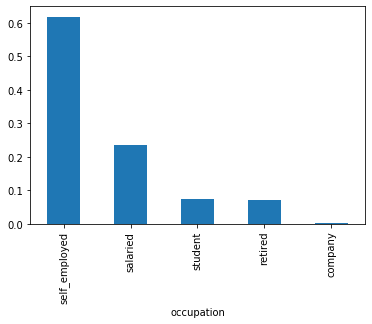 0.6
0.5
0.4
0.3
0.2
0.1
0.0
self_employed
salaried
student
retired
company
occupation